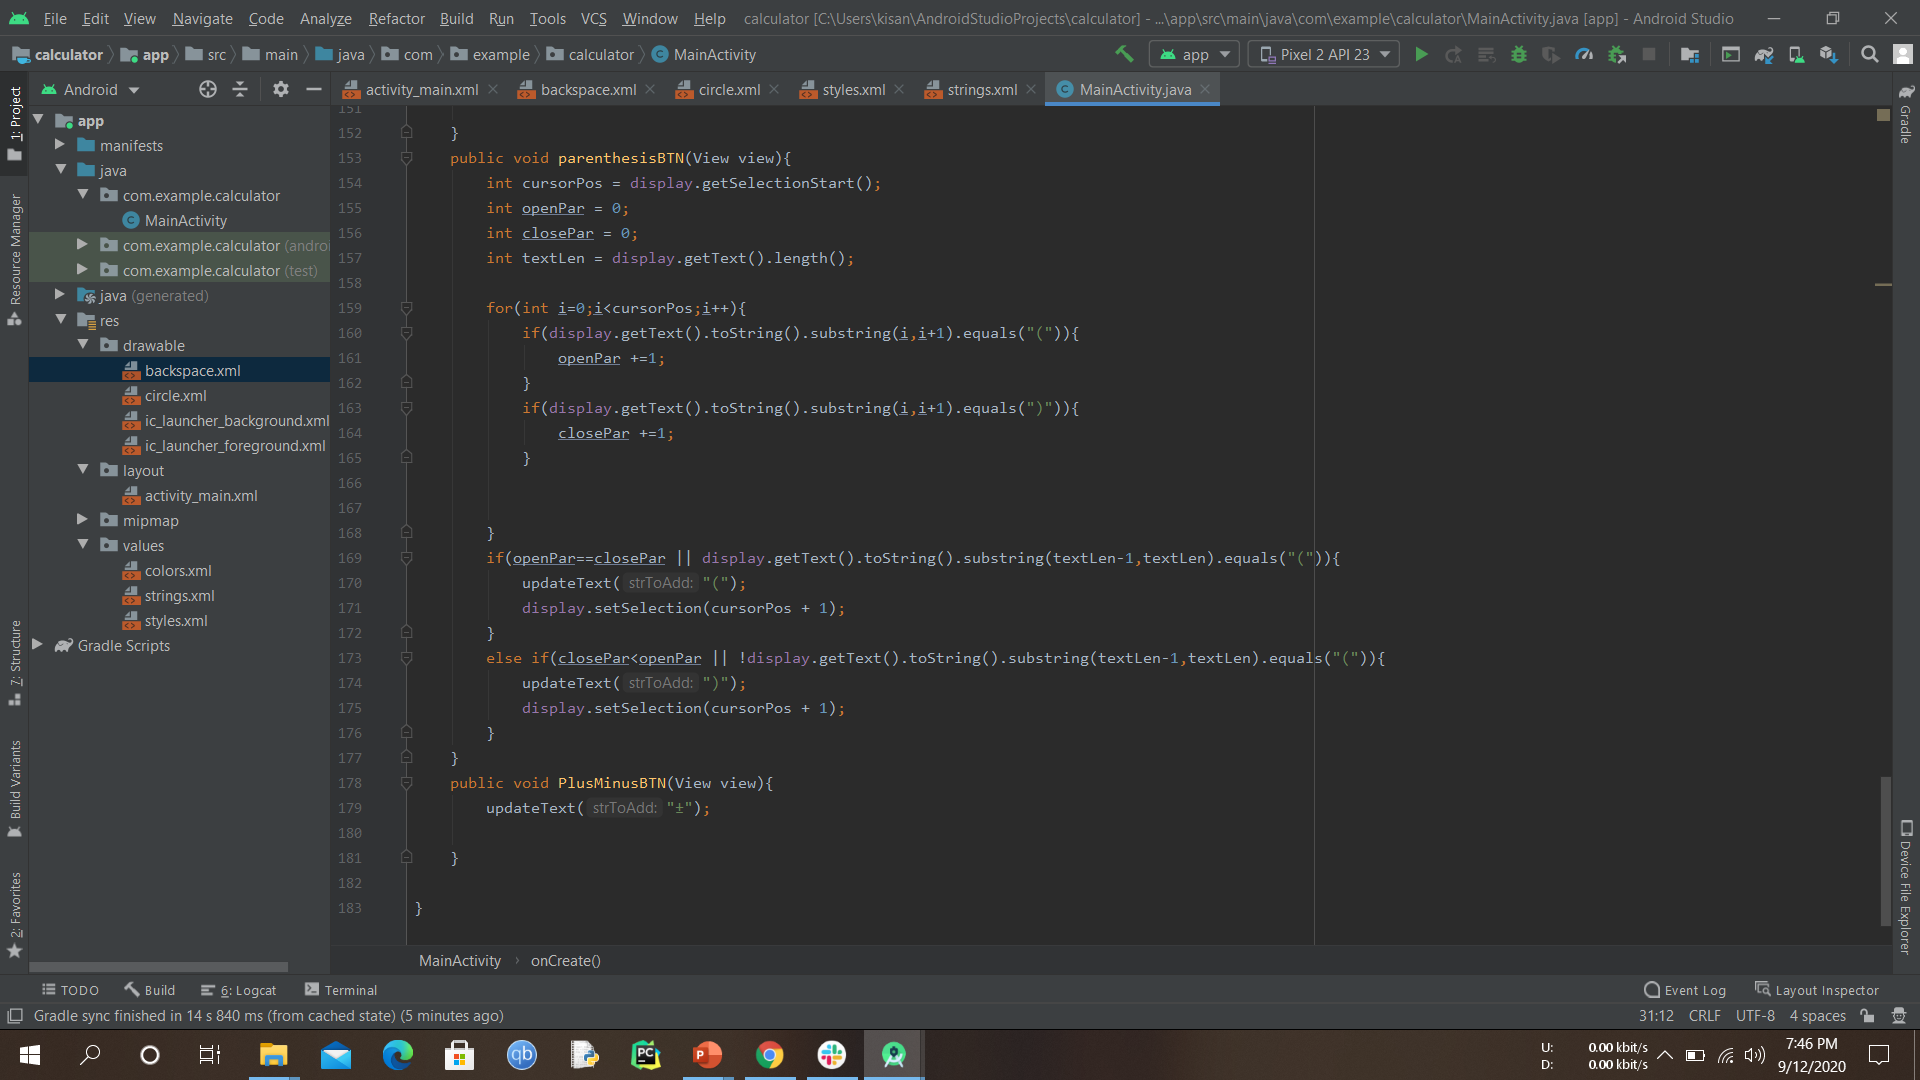 File Edit View Navigate Code Analyze Refactor Build Run Tools VCS Window Help calculator [C:\Users\kisan\AndroidStudioProjects\calculator] - ...\app\src\main\java\com\example\calculator\MainActivity.java [app] - Android Studio
calculator app src main java com example calculator MainActivity app Pixel 2 API 23
Android activity_main.xml backspace.xml circle.xml styles.xml strings.xml MainActivity.java
1: Project
Resource Manager
7: Structure
Build Variants
2: Favorites
app
manifests
java
com.example.calculator
MainActivity
com.example.calculator (andro
com.example.calculator (test)
java (generated)
res
drawable
backspace.xml
circle.xml
ic_launcher_background.xml
ic_launcher_foreground.xml
layout
activity_main.xml
mipmap
values
colors.xml
strings.xml
styles.xml
Gradle Scripts
151
152 }
153 public void parenthesisBTN(View view){
154 int cursorPos = display.getSelectionStart();
155 int openPar = 0;
156 int closePar = 0;
157 int textLen = display.getText().length();
158
159 for(int i=0;i<cursorPos;i++){
160 if(display.getText().toString().substring(i,i+1).equals("(")){
161 openPar +=1;
162 }
163 if(display.getText().toString().substring(i,i+1).equals(")")){
164 closePar +=1;
165 }
166
167
168 }
169 if(openPar==closePar || display.getText().toString().substring(textLen-1,textLen).equals("(")){
170 updateText( strToAdd: "(");
171 display.setSelection(cursorPos + 1);
172 }
173 else if(closePar<openPar || !display.getText().toString().substring(textLen-1,textLen).equals("(")){
174 updateText( strToAdd: ")");
175 display.setSelection(cursorPos + 1);
176 }
177 }
178 public void PlusMinusBTN(View view){
179 updateText( strToAdd: "±");
180
181 }
182
183 }
Gradle
Device File Explorer
MainActivity onCreate()
TODO Build 6: Logcat Terminal Event Log Layout Inspector
Gradle sync finished in 14 s 840 ms (from cached state) (5 minutes ago) 31:12 CRLF UTF-8 4 spaces
qb PC P U: 0.00 kbit/s 7:46 PM
D: 0.00 kbit/s 9/12/2020